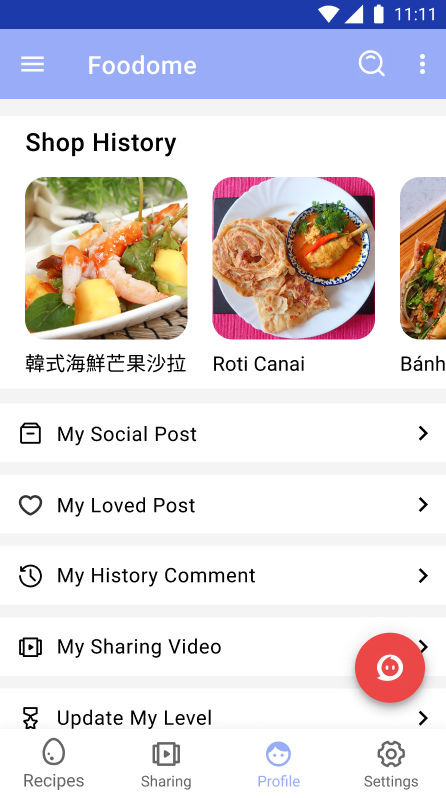 11:11
Foodome
Shop History
韓式海鮮芒果沙拉
Roti Canai
Bánh
My Social Post
My Loved Post
My History Comment
My Sharing Video
Update My Level
Recipes
Sharing
Profile
Settings